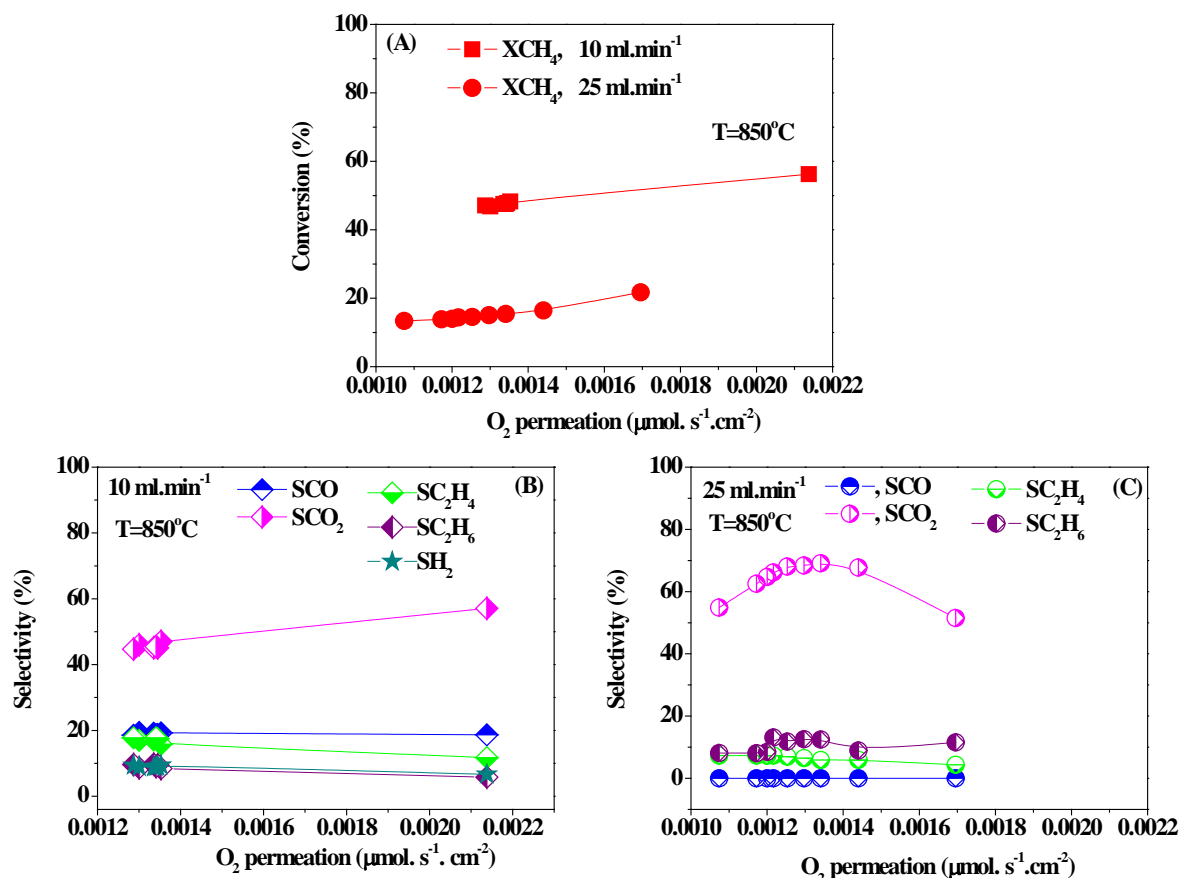 (A)
XCH₄, 10 ml.min⁻¹
XCH₄, 25 ml.min⁻¹
T=850°C
Conversion (%)
100
80
60
40
20
0
0.0010 0.0012 0.0014 0.0016 0.0018 0.0020 0.0022
O₂ permeation (μmol. s⁻¹.cm⁻²)
10 ml.min⁻¹
T=850°C
SCO
SCO₂
SC₂H₄
SC₂H₆
SH₂
(B)
Selectivity (%)
100
80
60
40
20
0
0.0012 0.0014 0.0016 0.0018 0.0020 0.0022
O₂ permeation (μmol. s⁻¹. cm⁻²)
25 ml.min⁻¹
T=850°C
, SCO
, SCO₂
SC₂H₄
SC₂H₆
(C)
Selectivity (%)
100
80
60
40
20
0
0.0010 0.0012 0.0014 0.0016 0.0018 0.0020 0.0022
O₂ permeation (μmol. s⁻¹.cm⁻²)